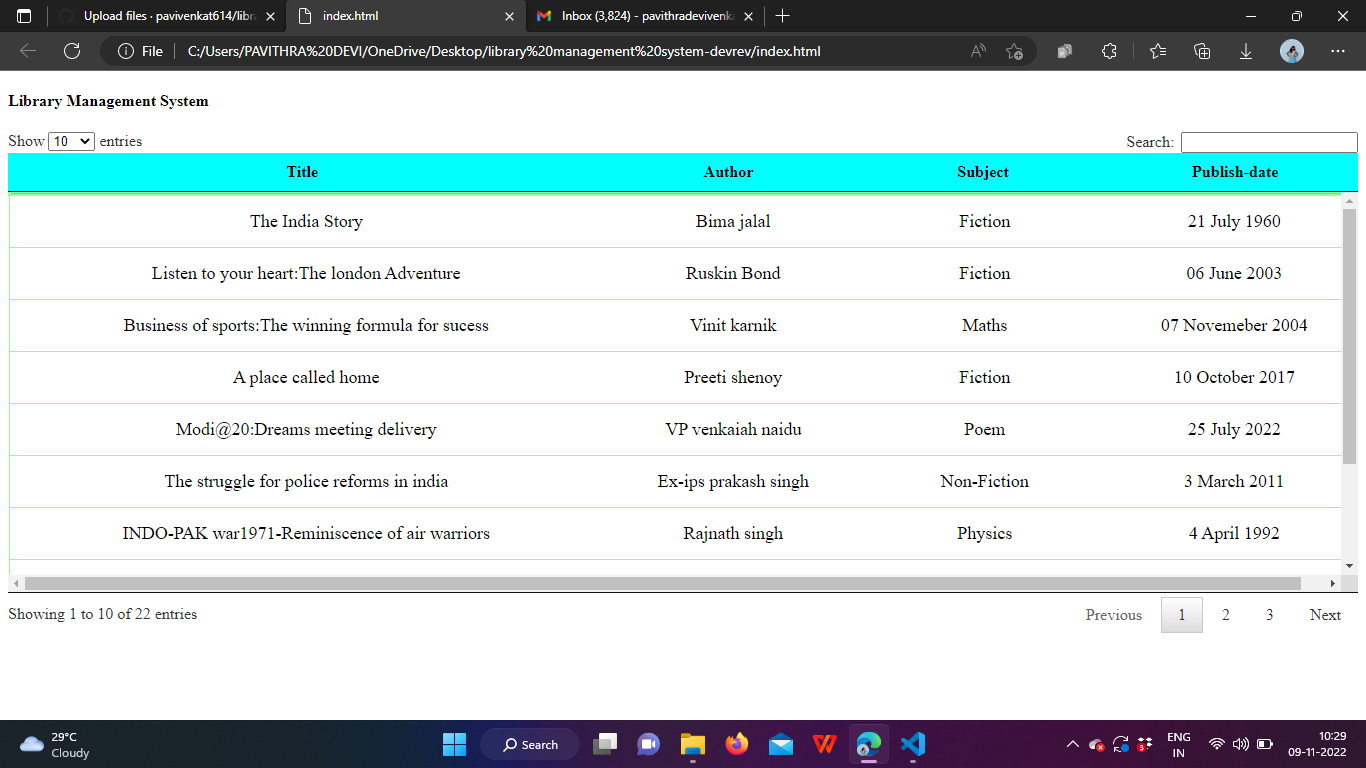 Upload files · pavivenkat614/libra
index.html
Inbox (3,824) - pavithradevivenka
File
C:/Users/PAVITHRA%20DEVI/OneDrive/Desktop/library%20management%20system-devrev/index.html
Library Management System
Show 10 entries
Search:
Title Author Subject Publish-date
The India Story Bima jalal Fiction 21 July 1960
Listen to your heart:The london Adventure Ruskin Bond Fiction 06 June 2003
Business of sports:The winning formula for sucess Vinit karnik Maths 07 Novemeber 2004
A place called home Preeti shenoy Fiction 10 October 2017
Modi@20:Dreams meeting delivery VP venkaiah naidu Poem 25 July 2022
The struggle for police reforms in india Ex-ips prakash singh Non-Fiction 3 March 2011
INDO-PAK war1971-Reminiscence of air warriors Rajnath singh Physics 4 April 1992
Showing 1 to 10 of 22 entries
Previous 1 2 3 Next
29°C
Cloudy
Search
3
ENG
IN
10:29
09-11-2022